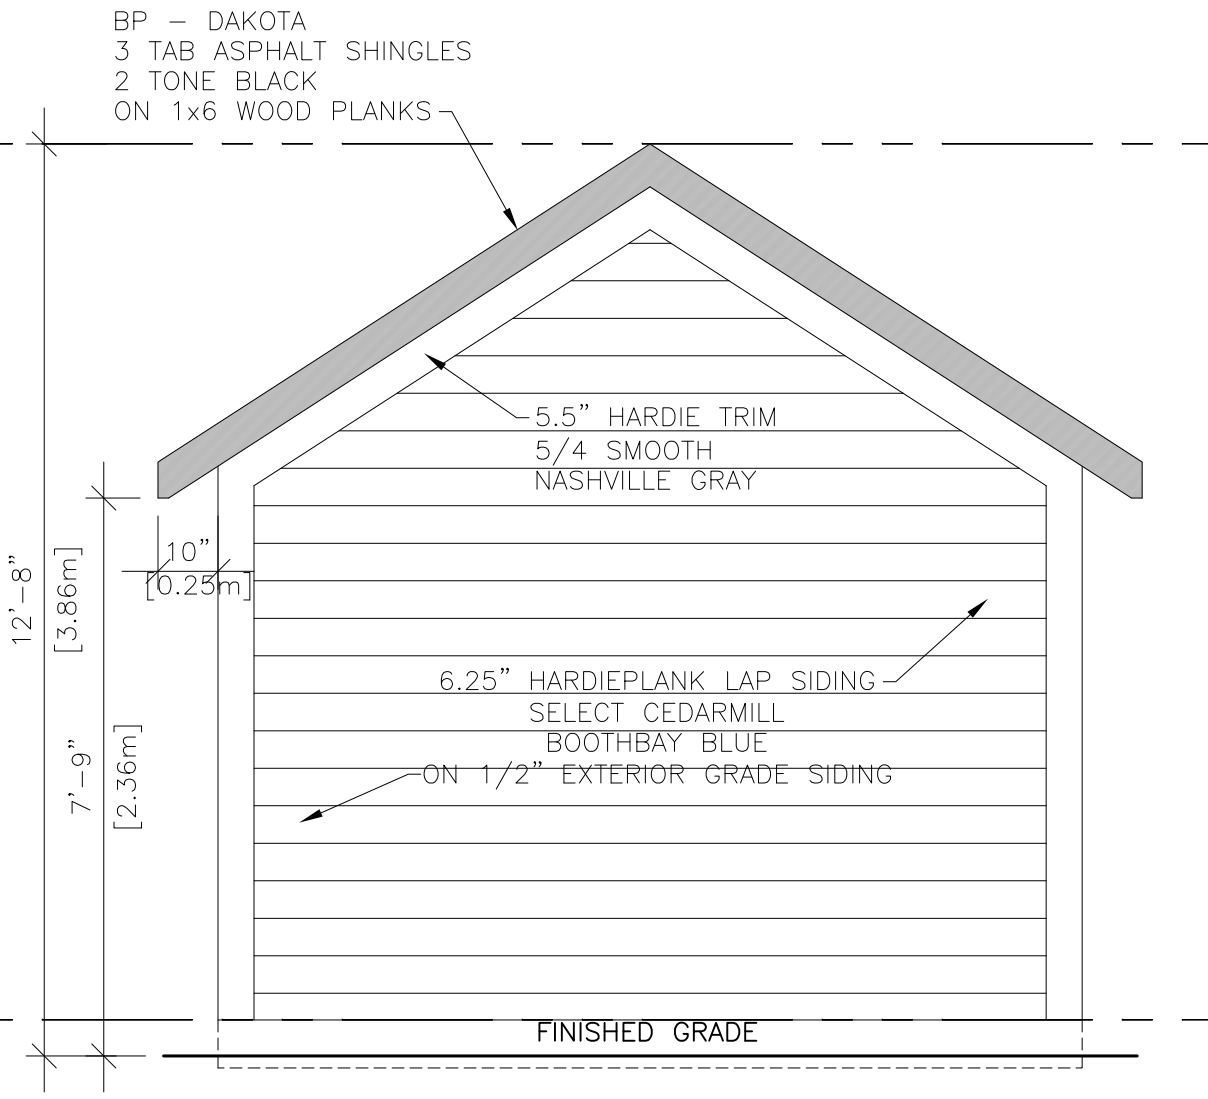 BP - DAKOTA
3 TAB ASPHALT SHINGLES
2 TONE BLACK
ON 1x6 WOOD PLANKS
5.5" HARDIE TRIM
5/4 SMOOTH
NASHVILLE GRAY
10"
[0.25m]
12'-8"
[3.86m]
7'-9"
[2.36m]
6.25" HARDIEPLANK LAP SIDING
SELECT CEDARMILL
BOOTHBAY BLUE
ON 1/2" EXTERIOR GRADE SIDING
FINISHED GRADE